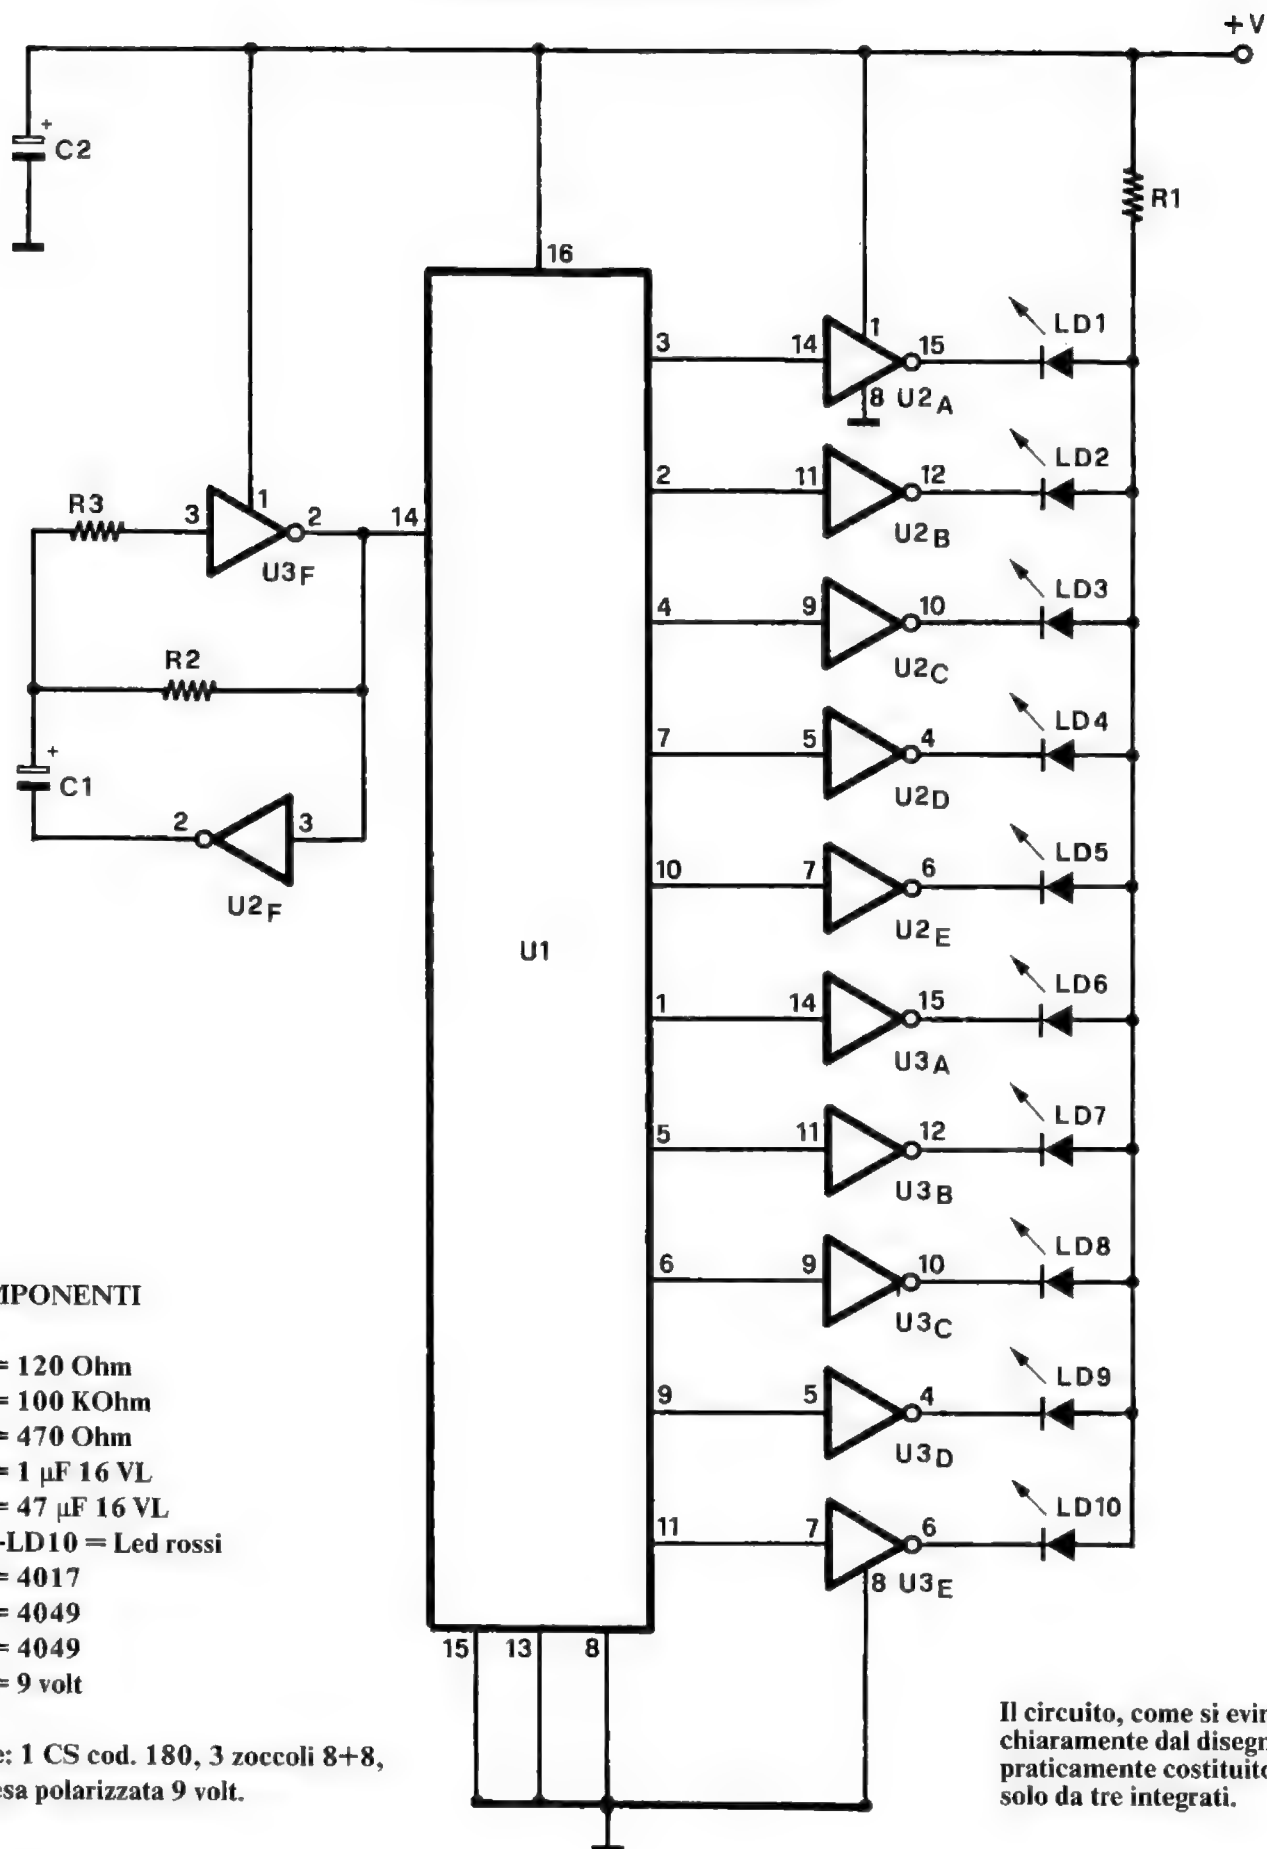 +V
C2
R1
16
3
14
1
15
LD1
8
U2A
2
11
12
LD2
U2B
R3
3
1
2
14
U3F
4
9
10
LD3
U2C
R2
7
5
4
LD4
U2D
+
C1
2
3
U2F
10
7
6
LD5
U2E
U1
1
14
15
LD6
U3A
5
11
12
LD7
U3B
6
9
10
LD8
U3C
9
5
4
LD9
U3D
11
7
6
LD10
8
U3E
15
13
8
+
MPONENTI
= 120 Ohm
= 100 KOhm
= 470 Ohm
= 1 µF 16 VL
= 47 µF 16 VL
-LD10 = Led rossi
= 4017
= 4049
= 4049
= 9 volt
e: 1 CS cod. 180, 3 zoccoli 8+8,
esa polarizzata 9 volt.
Il circuito, come si evin
chiaramente dal disegn
praticamente costituito
solo da tre integrati.